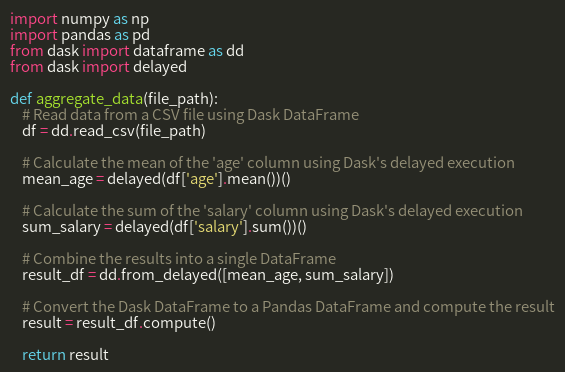 import numpy as np
import pandas as pd
from dask import dataframe as dd
from dask import delayed

def aggregate_data(file_path):
    # Read data from a CSV file using Dask DataFrame
    df = dd.read_csv(file_path)

    # Calculate the mean of the 'age' column using Dask's delayed execution
    mean_age = delayed(df['age'].mean())()

    # Calculate the sum of the 'salary' column using Dask's delayed execution
    sum_salary = delayed(df['salary'].sum())()

    # Combine the results into a single DataFrame
    result_df = dd.from_delayed([mean_age, sum_salary])

    # Convert the Dask DataFrame to a Pandas DataFrame and compute the result
    result = result_df.compute()

    return result